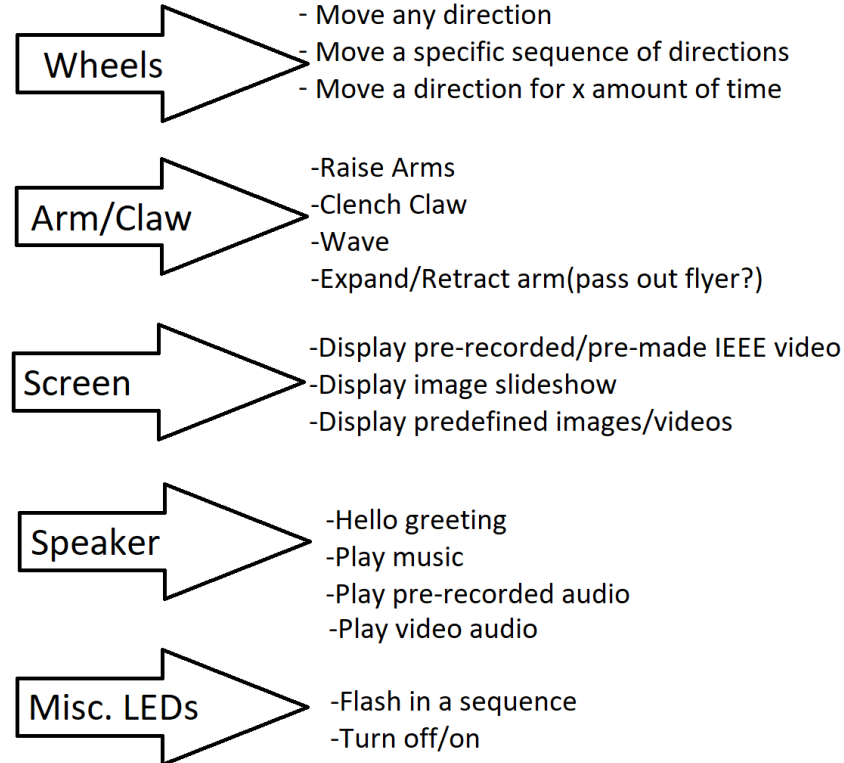 Wheels
- Move any direction
- Move a specific sequence of directions
- Move a direction for x amount of time
Arm/Claw
-Raise Arms
-Clench Claw
-Wave
-Expand/Retract arm(pass out flyer?)
Screen
-Display pre-recorded/pre-made IEEE video
-Display image slideshow
-Display predefined images/videos
Speaker
-Hello greeting
-Play music
-Play pre-recorded audio
-Play video audio
Misc. LEDs
-Flash in a sequence
-Turn off/on